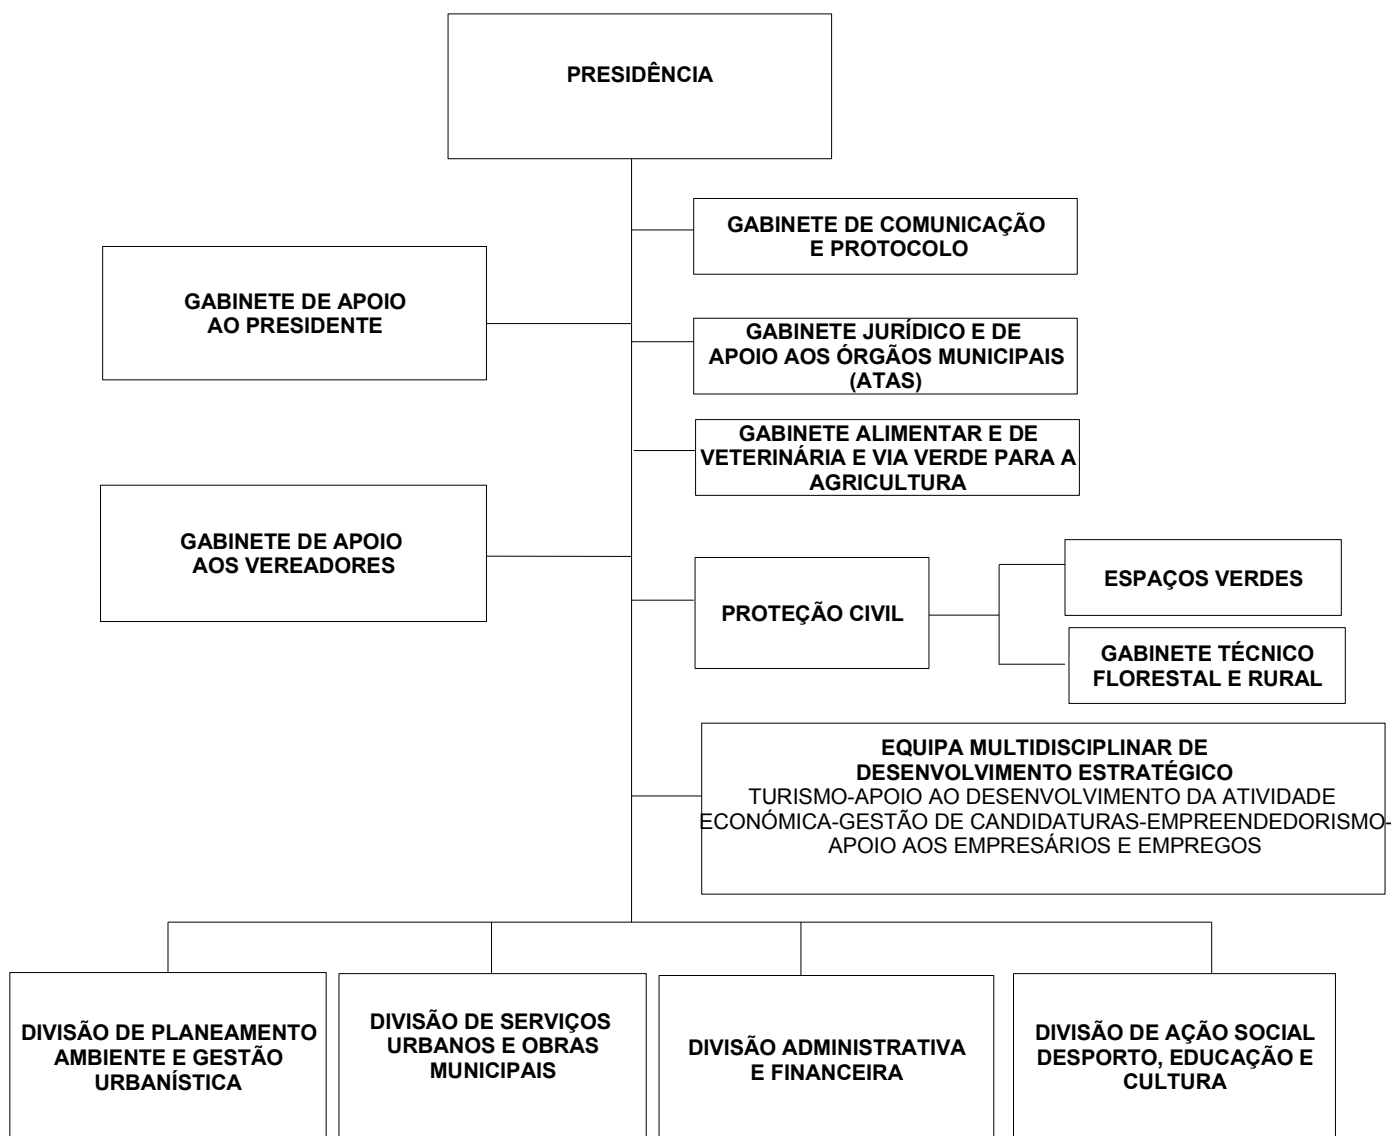 PRESIDÊNCIA
GABINETE DE COMUNICAÇÃO
E PROTOCOLO
GABINETE DE APOIO
AO PRESIDENTE
GABINETE JURÍDICO E DE
APOIO AOS ÓRGÃOS MUNICIPAIS
(ATAS)
GABINETE ALIMENTAR E DE
VETERINÁRIA E VIA VERDE PARA A
AGRICULTURA
GABINETE DE APOIO
AOS VEREADORES
PROTEÇÃO CIVIL
ESPAÇOS VERDES
GABINETE TÉCNICO
FLORESTAL E RURAL
EQUIPA MULTIDISCIPLINAR DE
DESENVOLVIMENTO ESTRATÉGICO
TURISMO-APOIO AO DESENVOLVIMENTO DA ATIVIDADE
ECONÓMICA-GESTÃO DE CANDIDATURAS-EMPREENDEDORISMO-
APOIO AOS EMPRESÁRIOS E EMPREGOS
DIVISÃO DE PLANEAMENTO
AMBIENTE E GESTÃO
URBANÍSTICA
DIVISÃO DE SERVIÇOS
URBANOS E OBRAS
MUNICIPAIS
DIVISÃO ADMINISTRATIVA
E FINANCEIRA
DIVISÃO DE AÇÃO SOCIAL
DESPORTO, EDUCAÇÃO E
CULTURA